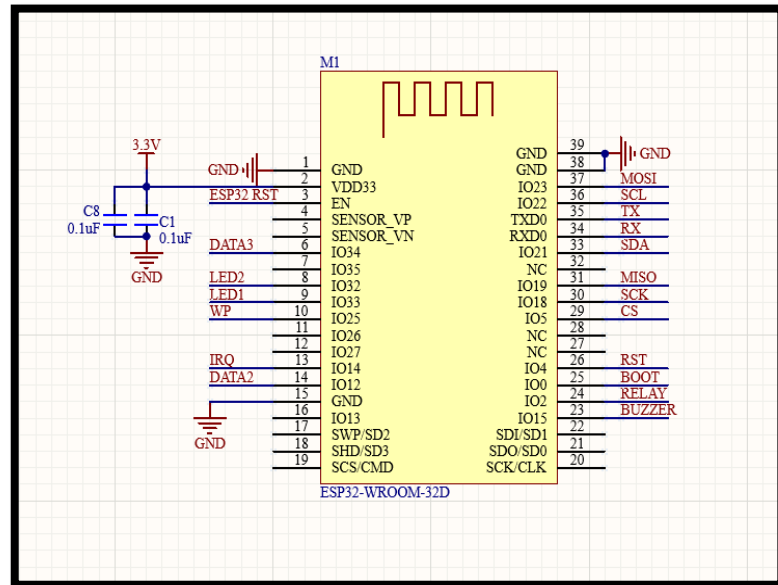 M1
3.3V
C8
0.1uF
C1
0.1uF
GND
GND
ESP32 RST
DATA3
LED2
LED1
WP
IRQ
DATA2
GND
1 GND
2 VDD33
3 EN
4 SENSOR_VP
5 SENSOR_VN
6 IO34
7 IO35
8 IO32
9 IO33
10 IO25
11 IO26
12 IO27
13 IO14
14 IO12
15 GND
16 IO13
17 SWP/SD2
18 SHD/SD3
19 SCS/CMD
GND 39 GND
GND 38
IO23 37 MOSI
IO22 36 SCL
TXD0 35 TX
RXD0 34 RX
IO21 33 SDA
NC 32
IO19 31 MISO
IO18 30 SCK
IO5 29 CS
NC 28
NC 27
IO4 26 RST
IO0 25 BOOT
IO2 24 RELAY
IO15 23 BUZZER
SDI/SD1 22
SDO/SD0 21
SCK/CLK 20
ESP32-WROOM-32D